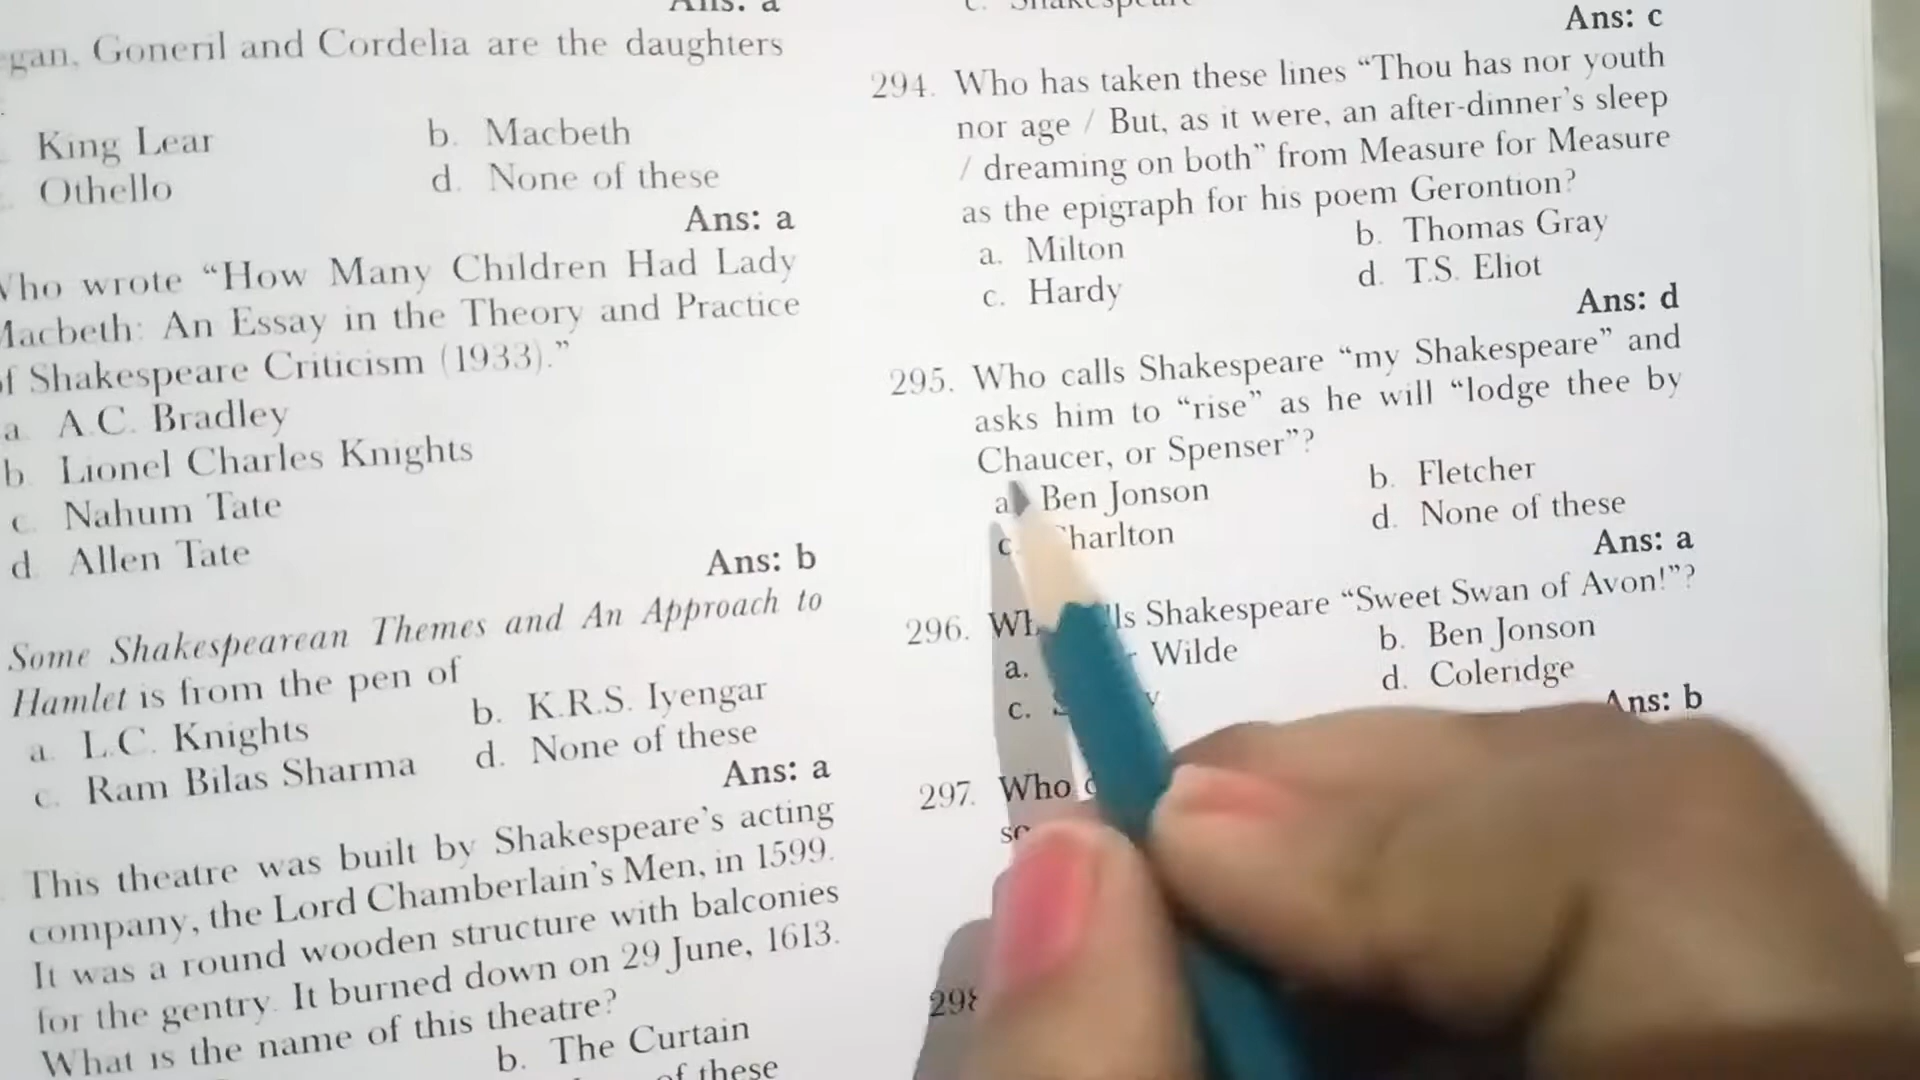 Ans: a
gan, Goneril and Cordelia are the daughters
King Lear
b. Macbeth
Othello
d. None of these
Ans: a
Who wrote “How Many Children Had Lady
Macbeth: An Essay in the Theory and Practice
of Shakespeare Criticism (1933).”
a. A.C. Bradley
b. Lionel Charles Knights
c. Nahum Tate
d. Allen Tate
Ans: b
Some Shakespearean Themes and An Approach to
Hamlet is from the pen of
a. L.C. Knights
b. K.R.S. Iyengar
c. Ram Bilas Sharma
d. None of these
Ans: a
This theatre was built by Shakespeare’s acting
company, the Lord Chamberlain’s Men, in 1599.
It was a round wooden structure with balconies
for the gentry. It burned down on 29 June, 1613.
What is the name of this theatre?
b. The Curtain
of these
c. Shakespeare
Ans: c
294. Who has taken these lines “Thou has nor youth
nor age / But, as it were, an after-dinner’s sleep
/ dreaming on both” from Measure for Measure
as the epigraph for his poem Gerontion?
a. Milton
b. Thomas Gray
c. Hardy
d. T.S. Eliot
Ans: d
295. Who calls Shakespeare “my Shakespeare” and
asks him to “rise” as he will “lodge thee by
Chaucer, or Spenser”?
a. Ben Jonson
b. Fletcher
c. harlton
d. None of these
Ans: a
296. Wh ls Shakespeare “Sweet Swan of Avon!”?
a. Wilde
b. Ben Jonson
c.
d. Coleridge
Ans: b
297. Who
298